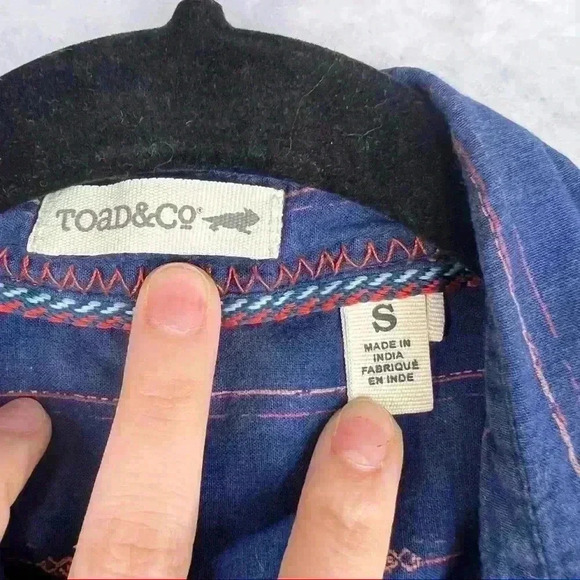 TOaD&CO®
S
MADE IN
INDIA
FABRIQUÉ
EN INDE